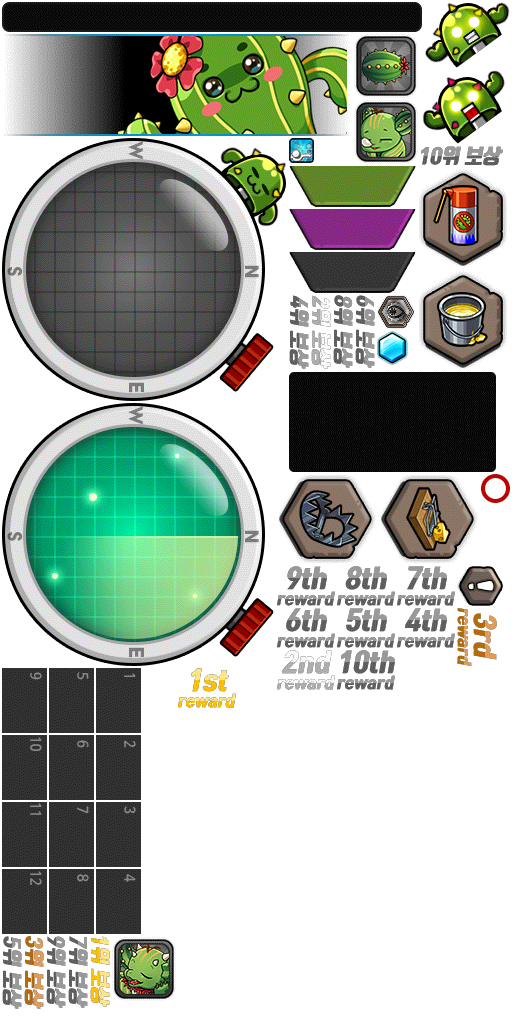 10위 보상
W
S
N
E
4위 보상
2위 보상
8위 보상
6위 보상
W
S
N
E
9th
reward
8th
reward
7th
reward
6th
reward
5th
reward
4th
reward
3rd
reward
2nd
reward
10th
reward
1st
reward
9
5
1
10
6
2
11
7
3
12
8
4
5위 보상
3위 보상
9위 보상
7위 보상
1위 보상